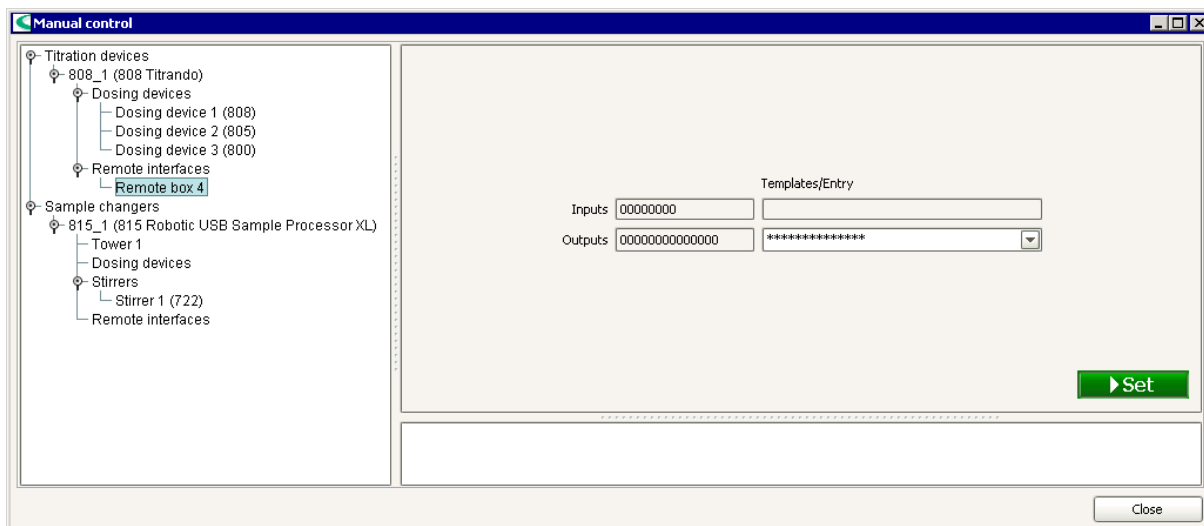 Manual control
Titration devices
808_1 (808 Titrando)
Dosing devices
Dosing device 1 (808)
Dosing device 2 (805)
Dosing device 3 (800)
Remote interfaces
Remote box 4
Sample changers
815_1 (815 Robotic USB Sample Processor XL)
Tower 1
Dosing devices
Stirrers
Stirrer 1 (722)
Remote interfaces
Templates/Entry
Inputs 00000000
Outputs 00000000000000 **************
Set
Close